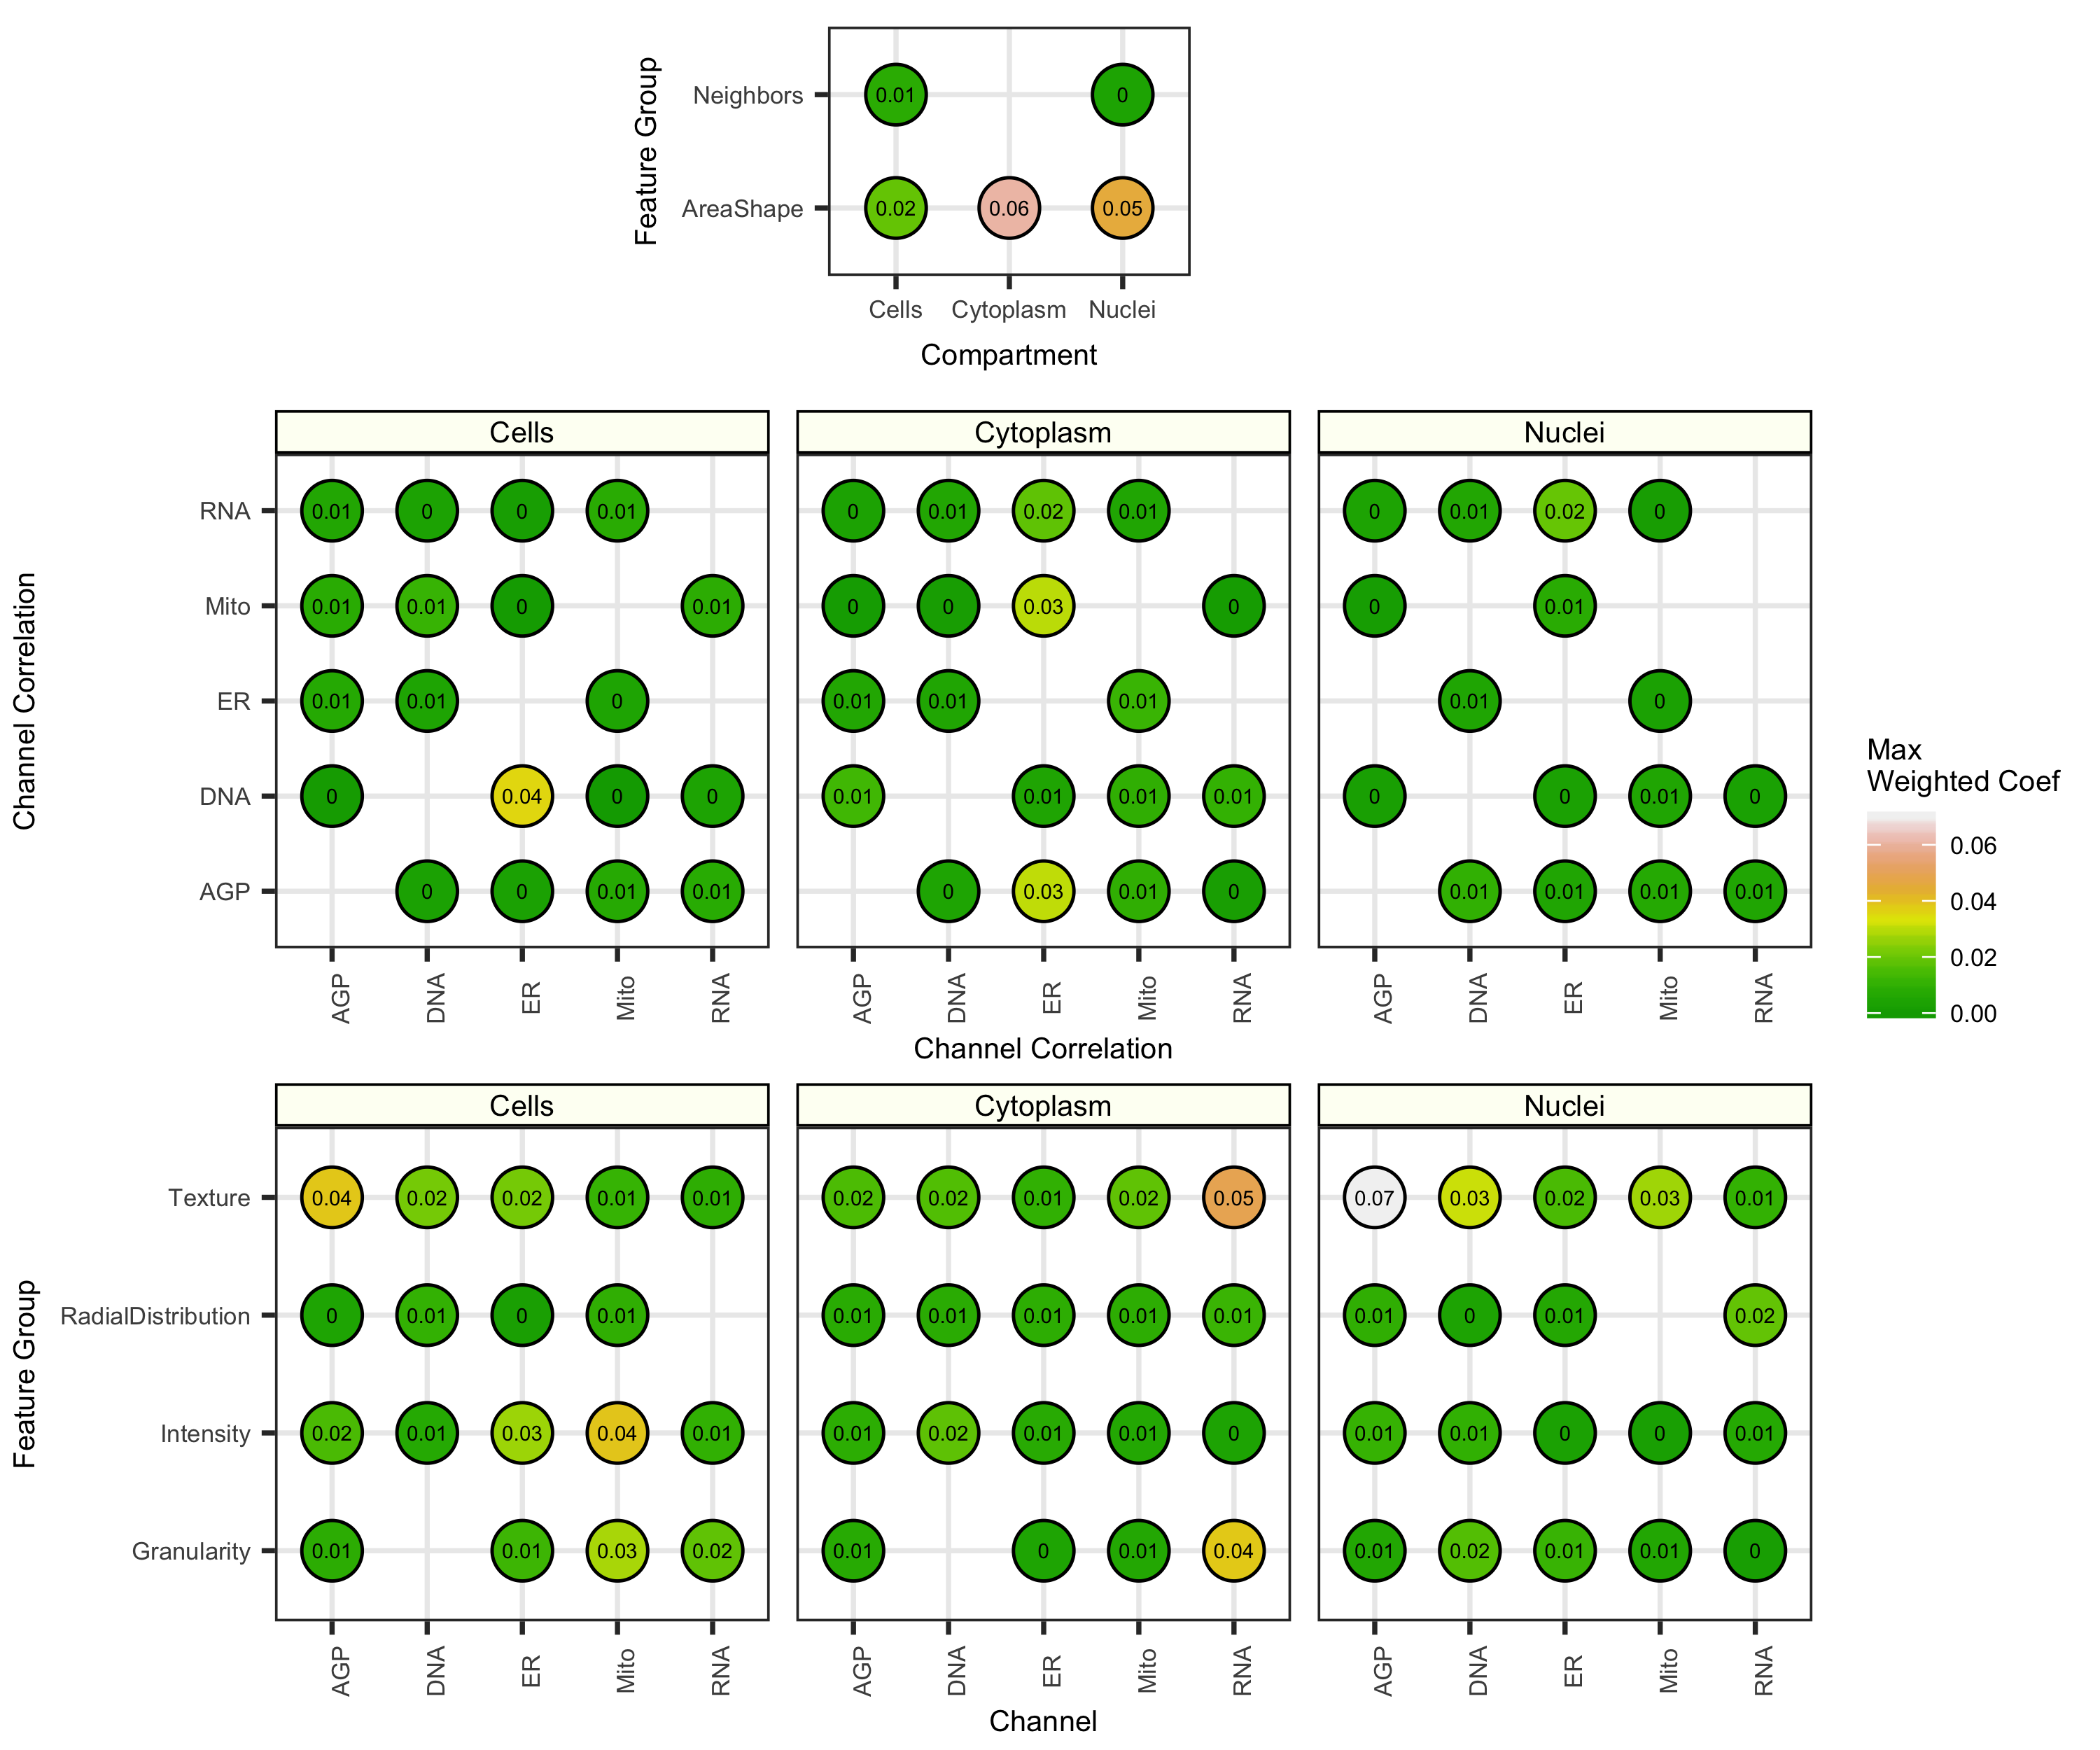 Feature Group
Neighbors 0.01 0
AreaShape 0.02 0.06 0.05
Cells Cytoplasm Nuclei
Compartment
Channel Correlation
Cells Cytoplasm Nuclei
RNA 0.01 0 0 0.01 0 0.01 0.02 0.01 0 0.01 0.02 0
Mito 0.01 0.01 0 0.01 0 0 0.03 0 0 0.01
ER 0.01 0.01 0 0.01 0.01 0.01 0.01 0
DNA 0 0.04 0 0 0.01 0.01 0.01 0.01 0 0 0.01 0
AGP 0 0 0.01 0.01 0 0.03 0.01 0 0.01 0.01 0.01 0.01
AGP DNA ER Mito RNA AGP DNA ER Mito RNA AGP DNA ER Mito RNA
Channel Correlation
Max
Weighted Coef
0.06
0.04
0.02
0.00
Feature Group
Cells Cytoplasm Nuclei
Texture 0.04 0.02 0.02 0.01 0.01 0.02 0.02 0.01 0.02 0.05 0.07 0.03 0.02 0.03 0.01
RadialDistribution 0 0.01 0 0.01 0.01 0.01 0.01 0.01 0.01 0.01 0 0.01 0.02
Intensity 0.02 0.01 0.03 0.04 0.01 0.01 0.02 0.01 0.01 0 0.01 0.01 0 0 0.01
Granularity 0.01 0.01 0.03 0.02 0.01 0 0.01 0.04 0.01 0.02 0.01 0.01 0
AGP DNA ER Mito RNA AGP DNA ER Mito RNA AGP DNA ER Mito RNA
Channel